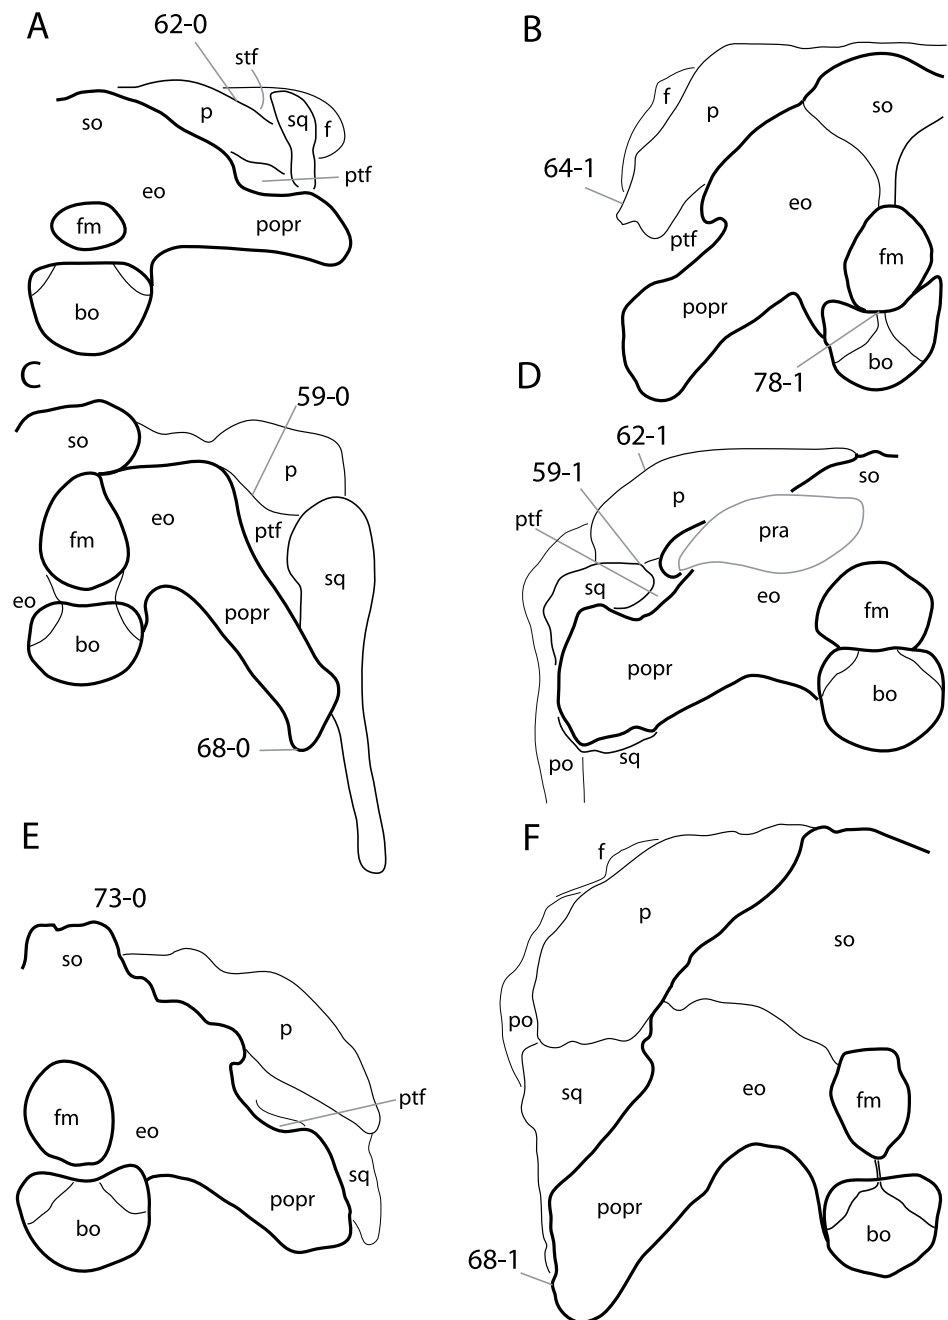 A
62-0
stf
so
p
sq
f
ptf
eo
fm
popr
bo
B
f
p
so
64-1
eo
ptf
fm
popr
78-1
bo
C
59-0
so
p
eo
ptf
fm
sq
eo
popr
bo
68-0
D
62-1
59-1
so
p
ptf
pra
sq
eo
fm
popr
bo
po
sq
E
73-0
so
p
ptf
fm
eo
sq
popr
bo
F
f
p
so
po
sq
eo
fm
popr
bo
68-1